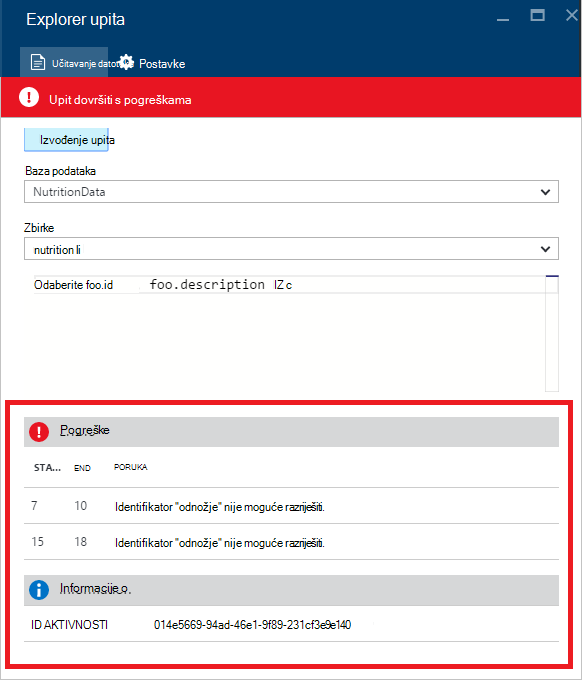 Explorer upita
Učitavanje datoteke Postavke
Upit dovršiti s pogreškama
Izvođenje upita
Baza podataka
NutritionData
Zbirke
nutrition li
Odaberite foo.id foo.description IZ c
Pogreške
STA... END PORUKA
7 10 Identifikator "odnožje" nije moguće razriješiti.
15 18 Identifikator "odnožje" nije moguće razriješiti.
Informacije o.
ID AKTIVNOSTI 014e5669-94ad-46e1-9f89-231cf3e9e140